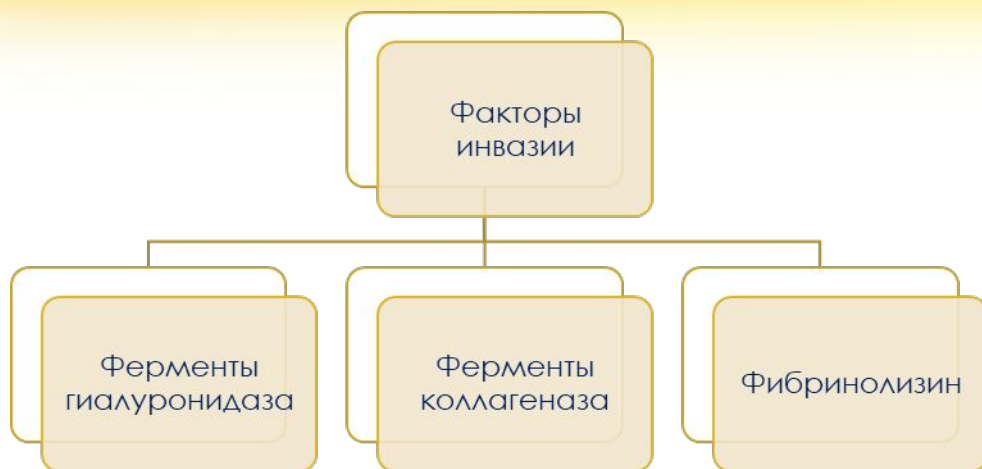 Факторы
инвазии
Ферменты
гиалуронидаза
Ферменты
коллагеназа
Фибринолизин